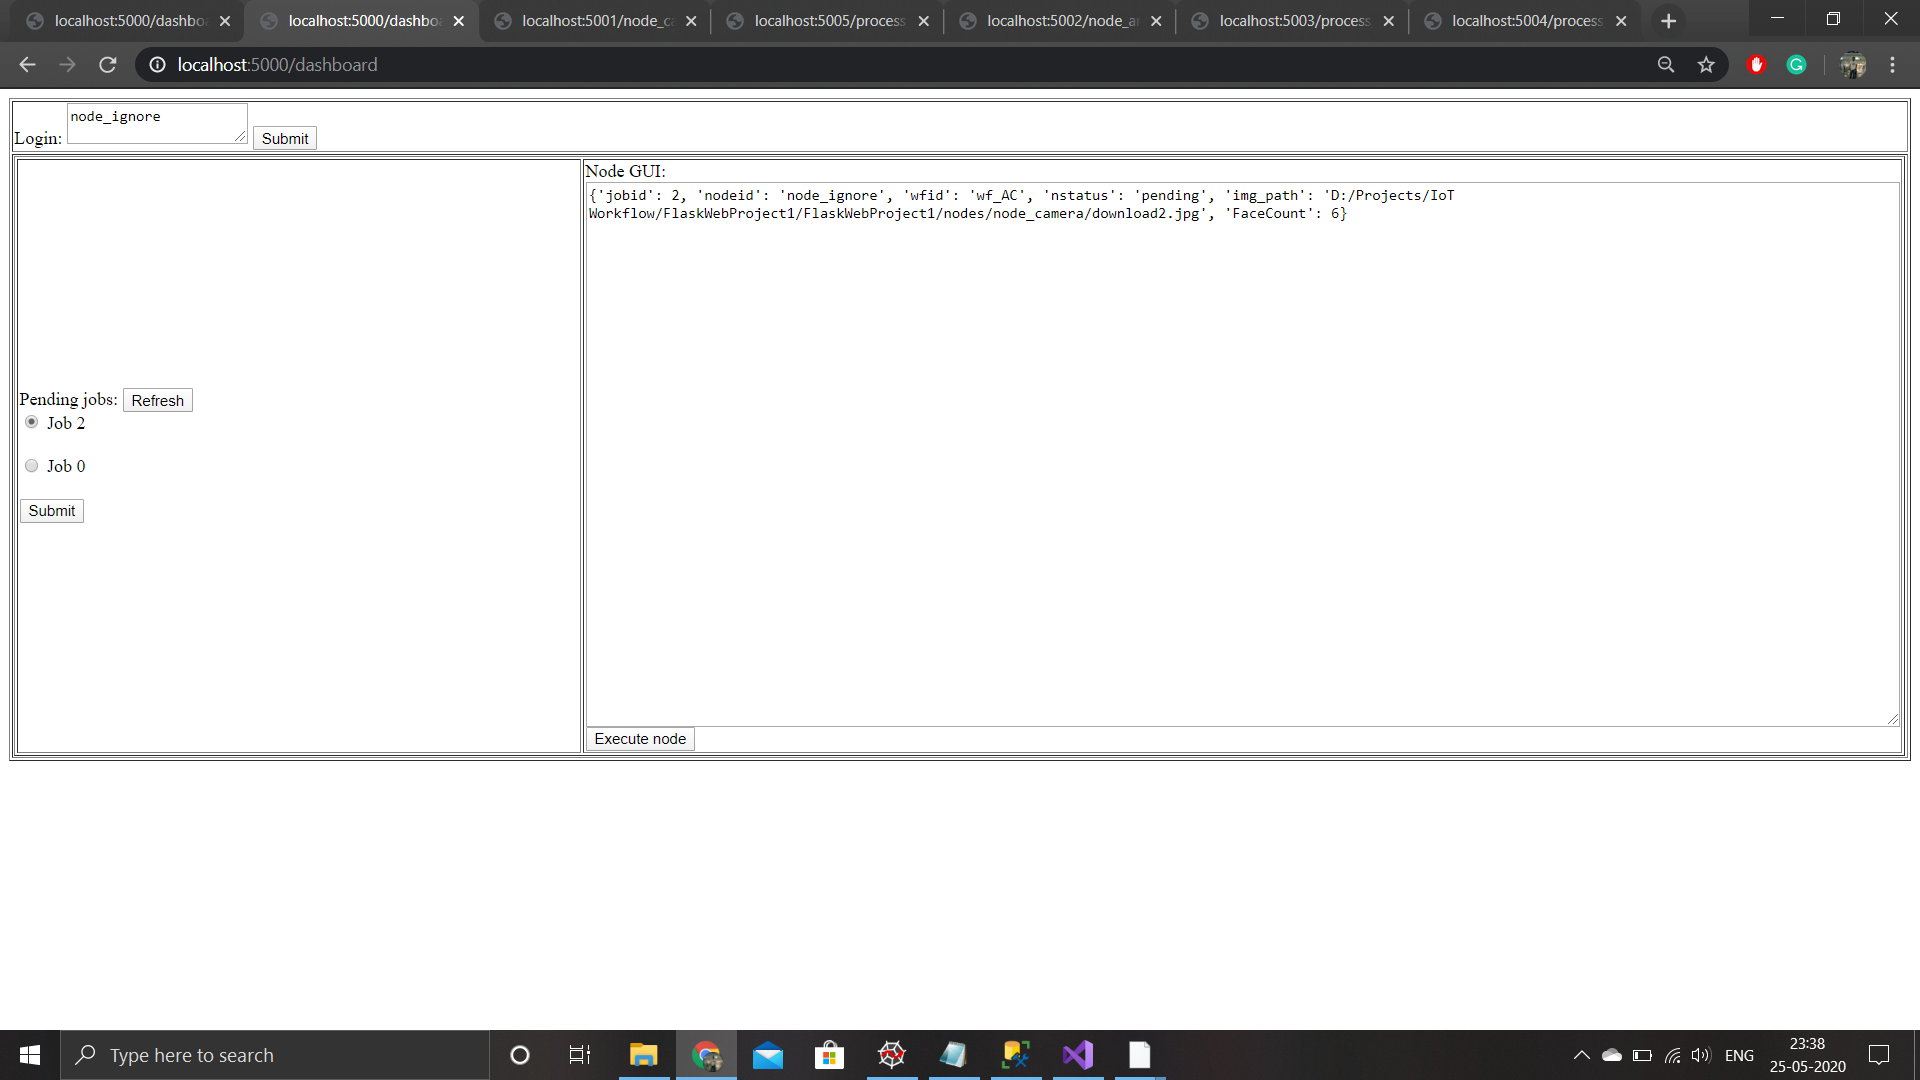 localhost:5000/dashbo
localhost:5000/dashbo
localhost:5001/node_c
localhost:5005/process
localhost:5002/node_a
localhost:5003/process
localhost:5004/process
localhost:5000/dashboard
node_ignore
Login:
Submit
Node GUI:
{'jobid': 2, 'nodeid': 'node_ignore', 'wfid': 'wf_AC', 'nstatus': 'pending', 'img_path': 'D:/Projects/IoT
Workflow/FlaskWebProject1/FlaskWebProject1/nodes/node_camera/download2.jpg', 'FaceCount': 6}
Pending jobs:
Refresh
Job 2
Job 0
Submit
Execute node
Type here to search
ENG
23:38
25-05-2020